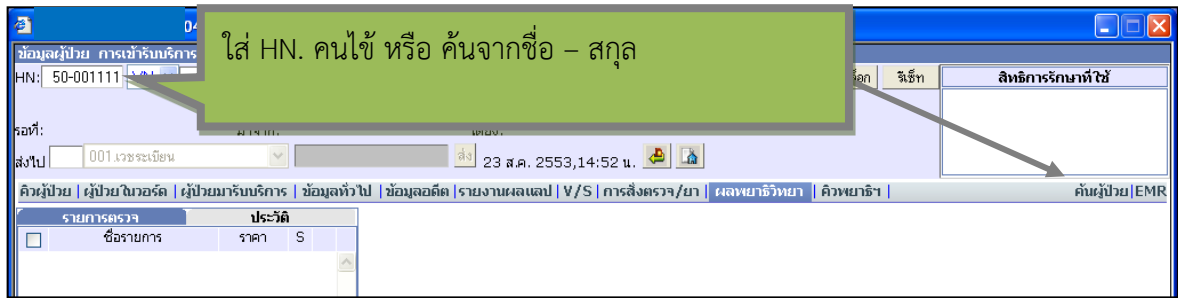 04
ข้อมูลผู้ป่วย การเข้ารับบริการ
ใส่ HN. คนไข้ หรือ ค้นจากชื่อ – สกุล
HN: 50-001111 รีเซ็ท สิทธิการรักษาที่ใช้
รอที่:
ส่งไป 001.เวชระเบียน ส่ง 23 ส.ค. 2553,14:52 น.
คิวผู้ป่วย | ผู้ป่วยในวอร์ด | ผู้ป่วยมารับบริการ | ข้อมูลทั่วไป | ข้อมูลอดีต |รายงานผลแลป | V/S | การสั่งตรวจ/ยา | ผลพยาธิวิทยา | คิวพยาธิฯ | ค้นผู้ป่วย|EMR
รายการตรวจ ประวัติ
ชื่อรายการ ราคา S